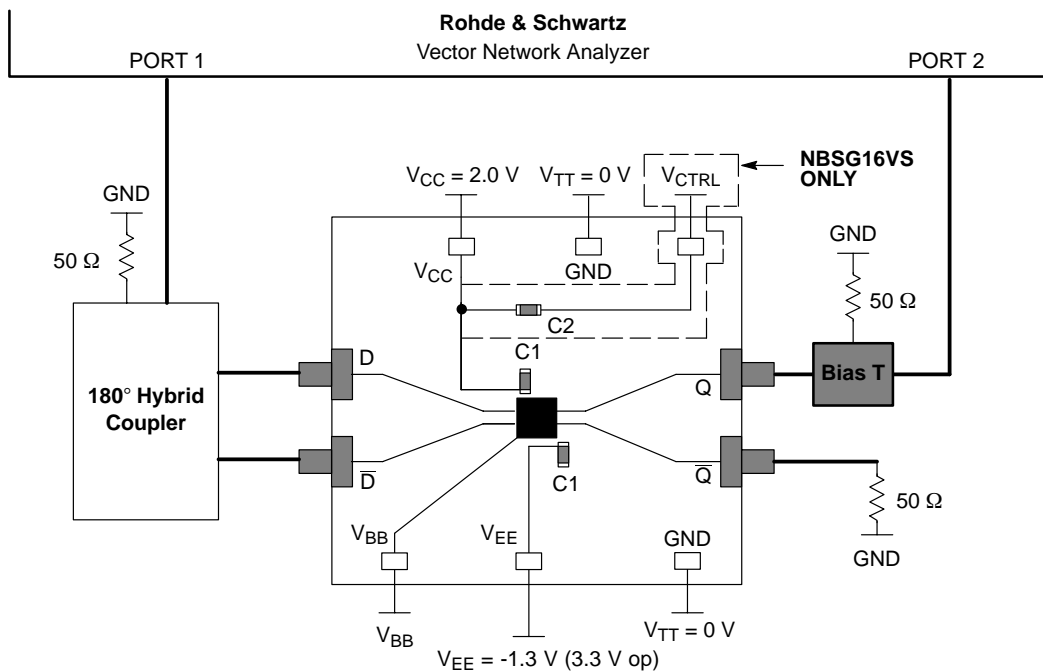 Rohde & Schwartz
Vector Network Analyzer
PORT 1
PORT 2
NBSG16VS
ONLY
V_CC = 2.0 V
V_TT = 0 V
V_CTRL
GND
50 Ω
V_CC
GND
GND
50 Ω
C2
C1
D
Q
Bias T
180° Hybrid
Coupler
D̅
C1
Q̅
50 Ω
GND
V_BB
V_EE
GND
V_BB
V_TT = 0 V
V_EE = -1.3 V (3.3 V op)